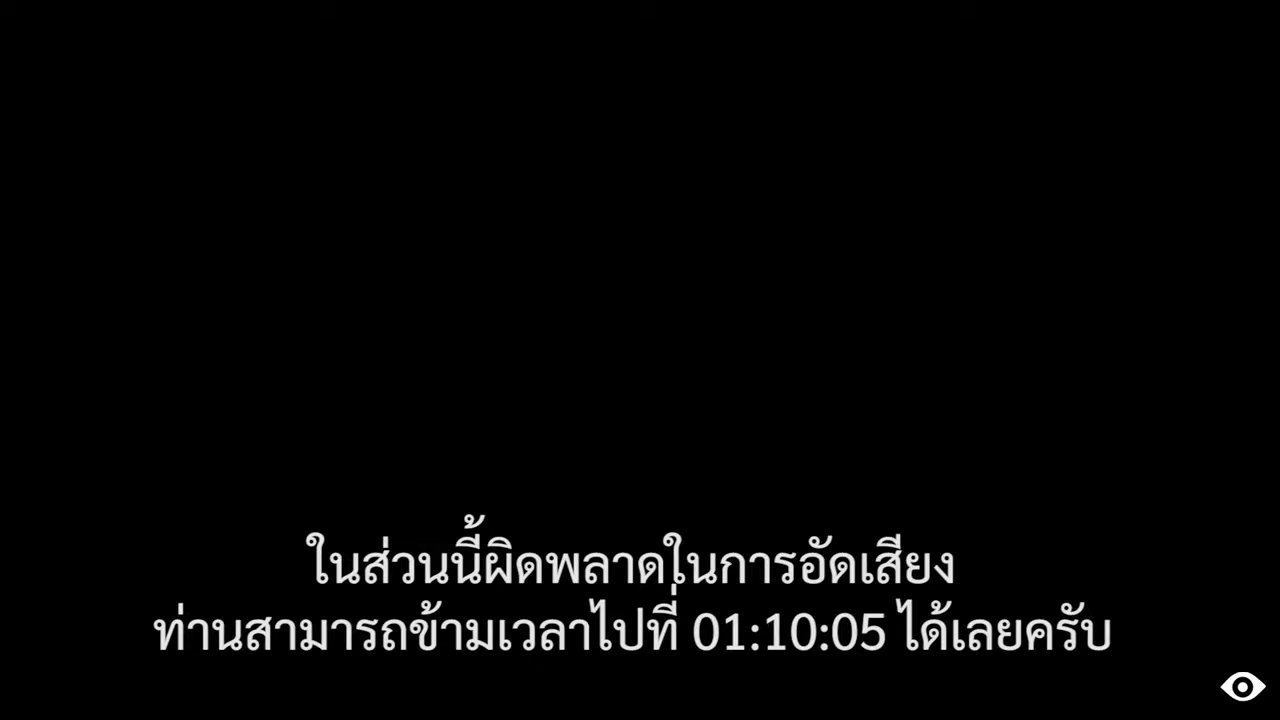 ในส่วนนี้ผิดพลาดในการอัดเสียง
ท่านสามารถข้ามเวลาไปที่ 01:10:05 ได้เลยครับ